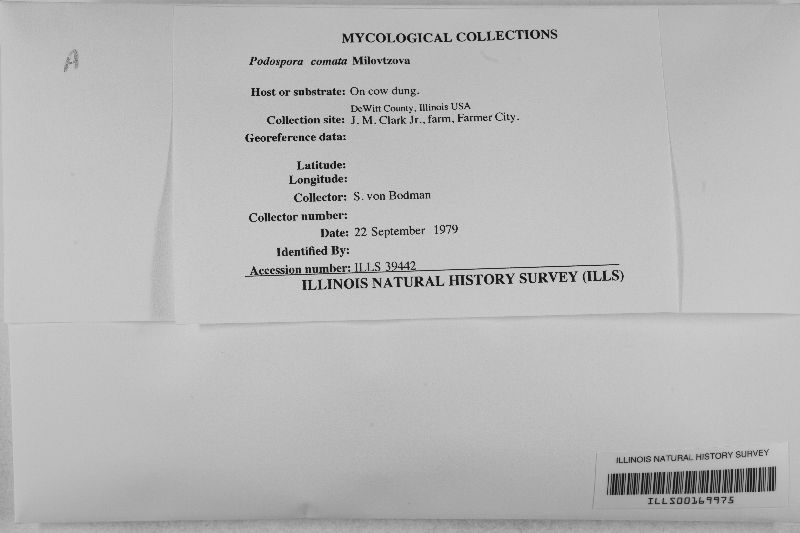 A
MYCOLOGICAL COLLECTIONS
Podospora comata Milovtzova
Host or substrate: On cow dung.
DeWitt County, Illinois USA
Collection site: J. M. Clark Jr., farm, Farmer City.
Georeference data:
Latitude:
Longitude:
Collector: S. von Bodman
Collector number:
Date: 22 September 1979
Identified By:
Accession number: ILLS 39442
ILLINOIS NATURAL HISTORY SURVEY (ILLS)
ILLINOIS NATURAL HISTORY SURVEY
ILLS00169975